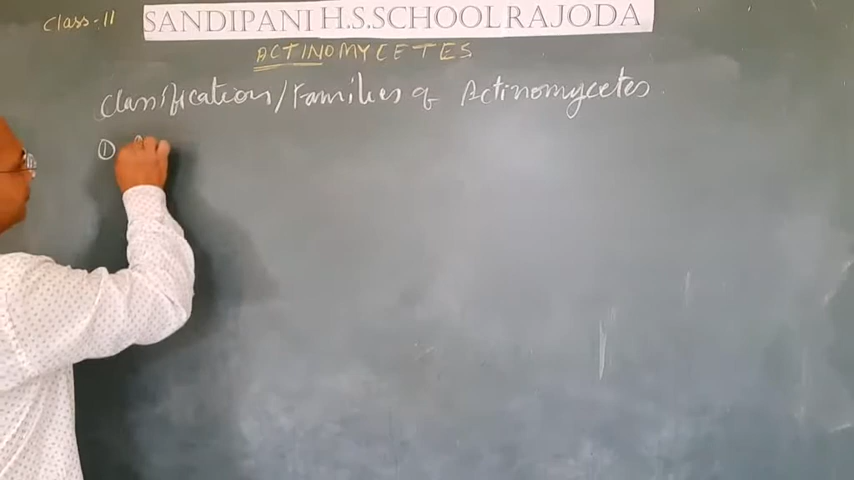 Class-11
SANDIPANI H.S.SCHOOL RAJODA
ACTINOMYCETES
Classification/Families of Actinomycetes
①